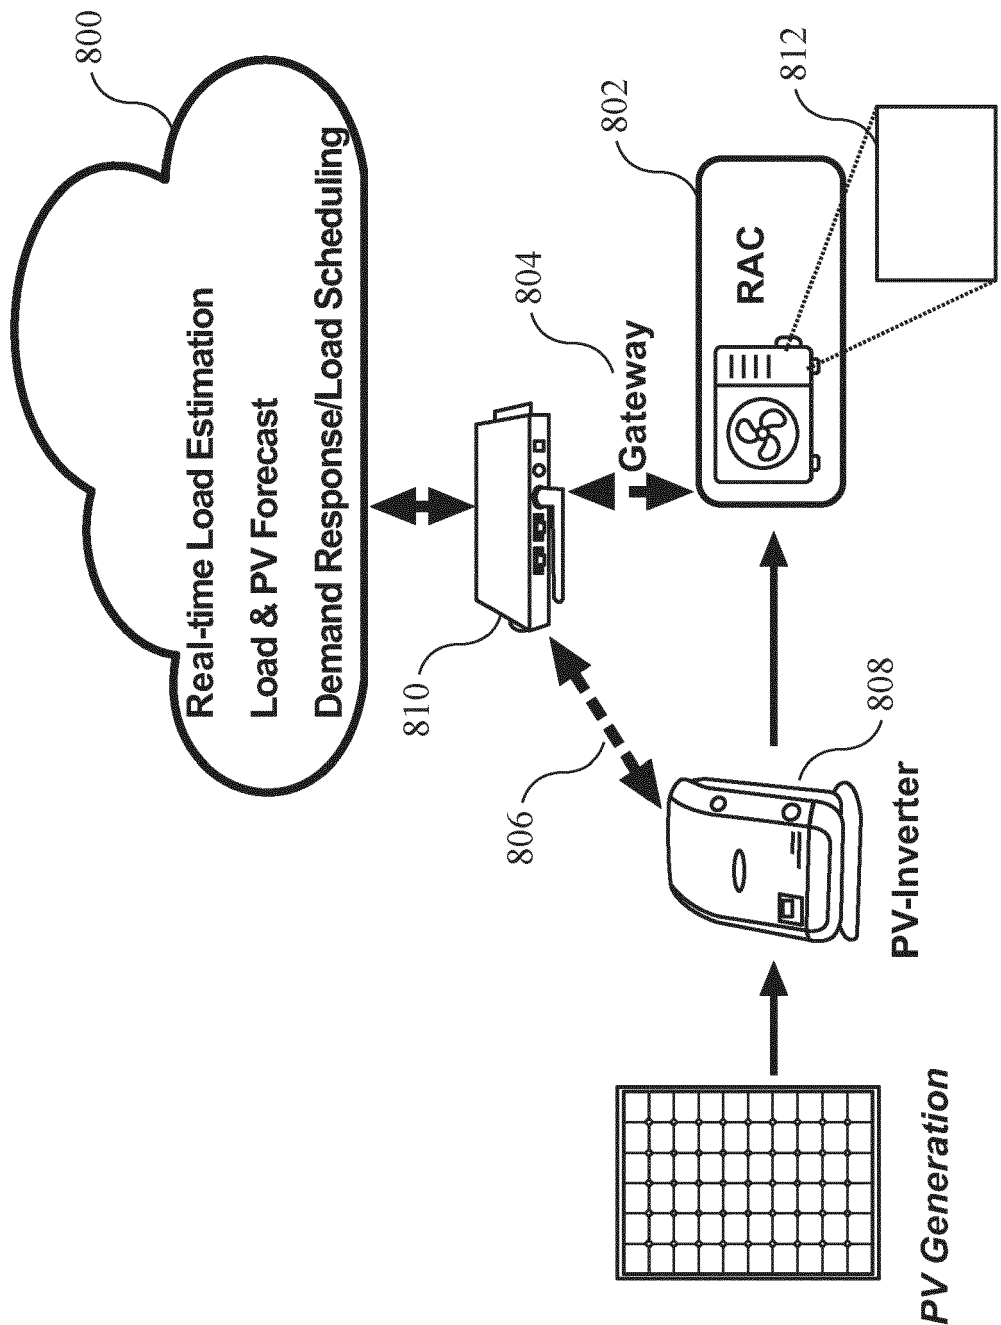 800
Real-time Load Estimation
Load & PV Forecast
Demand Response/Load Scheduling
810
804
Gateway
806
802
RAC
812
808
PV-Inverter
PV Generation